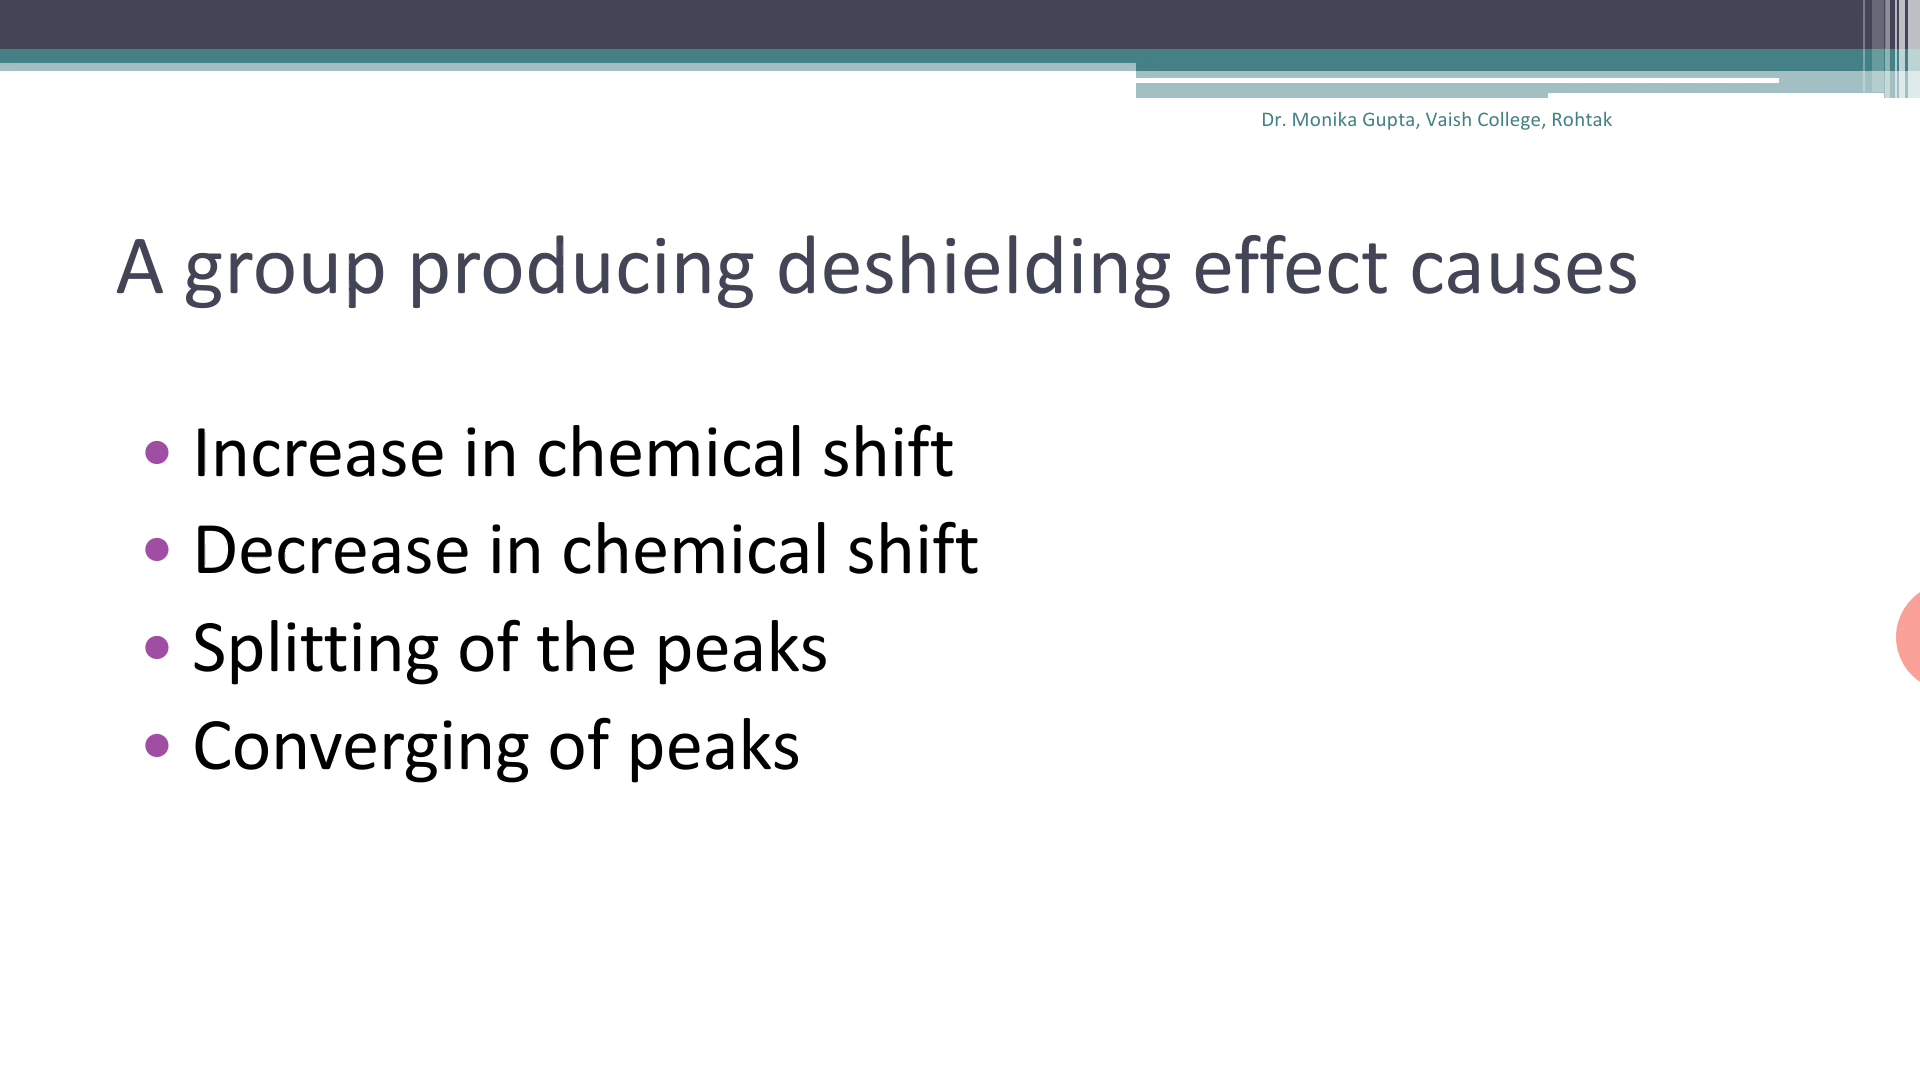 Dr. Monika Gupta, Vaish College, Rohtak
A group producing deshielding effect causes
• Increase in chemical shift
• Decrease in chemical shift
• Splitting of the peaks
• Converging of peaks